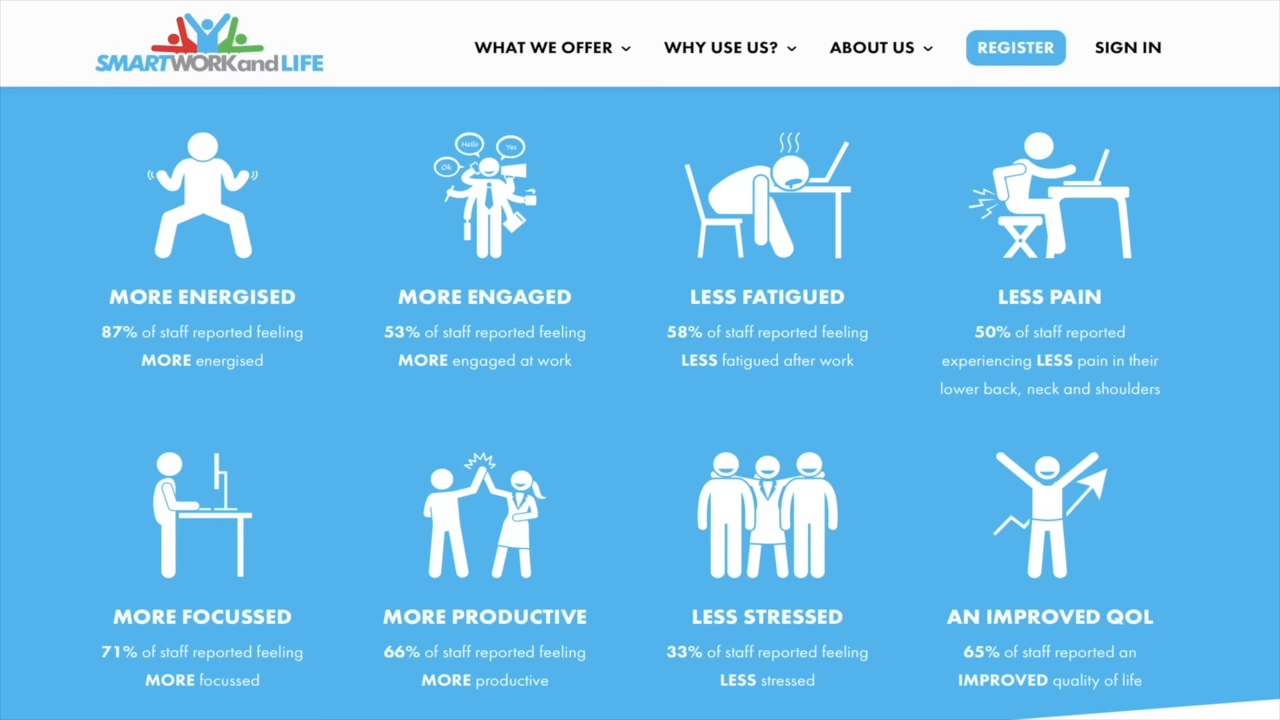 SMARTWORKandLIFE
WHAT WE OFFER
WHY USE US?
ABOUT US
REGISTER
SIGN IN
Hello
Yes
Ok
MORE ENERGISED
87% of staff reported feeling
MORE energised
MORE ENGAGED
53% of staff reported feeling
MORE engaged at work
LESS FATIGUED
58% of staff reported feeling
LESS fatigued after work
LESS PAIN
50% of staff reported
experiencing LESS pain in their
lower back, neck and shoulders
MORE FOCUSSED
71% of staff reported feeling
MORE focussed
MORE PRODUCTIVE
66% of staff reported feeling
MORE productive
LESS STRESSED
33% of staff reported feeling
LESS stressed
AN IMPROVED QOL
65% of staff reported an
IMPROVED quality of life